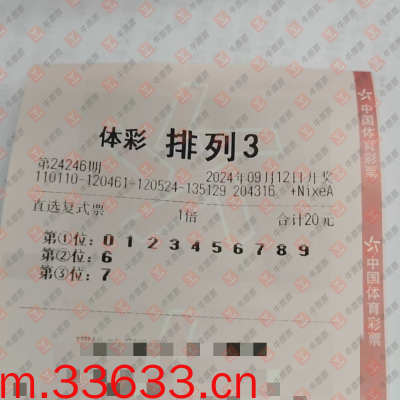 体彩 排列3
第24246期 2024年09月12日开奖
110110-120461-120524-135129 204316 +NixeA
直选复式票 1倍 合计20元
第①位: 0 1 2 3 4 5 6 7 8 9
第②位: 6
第③位: 7
中国体育彩票
中国体育彩票
m.33633.cn